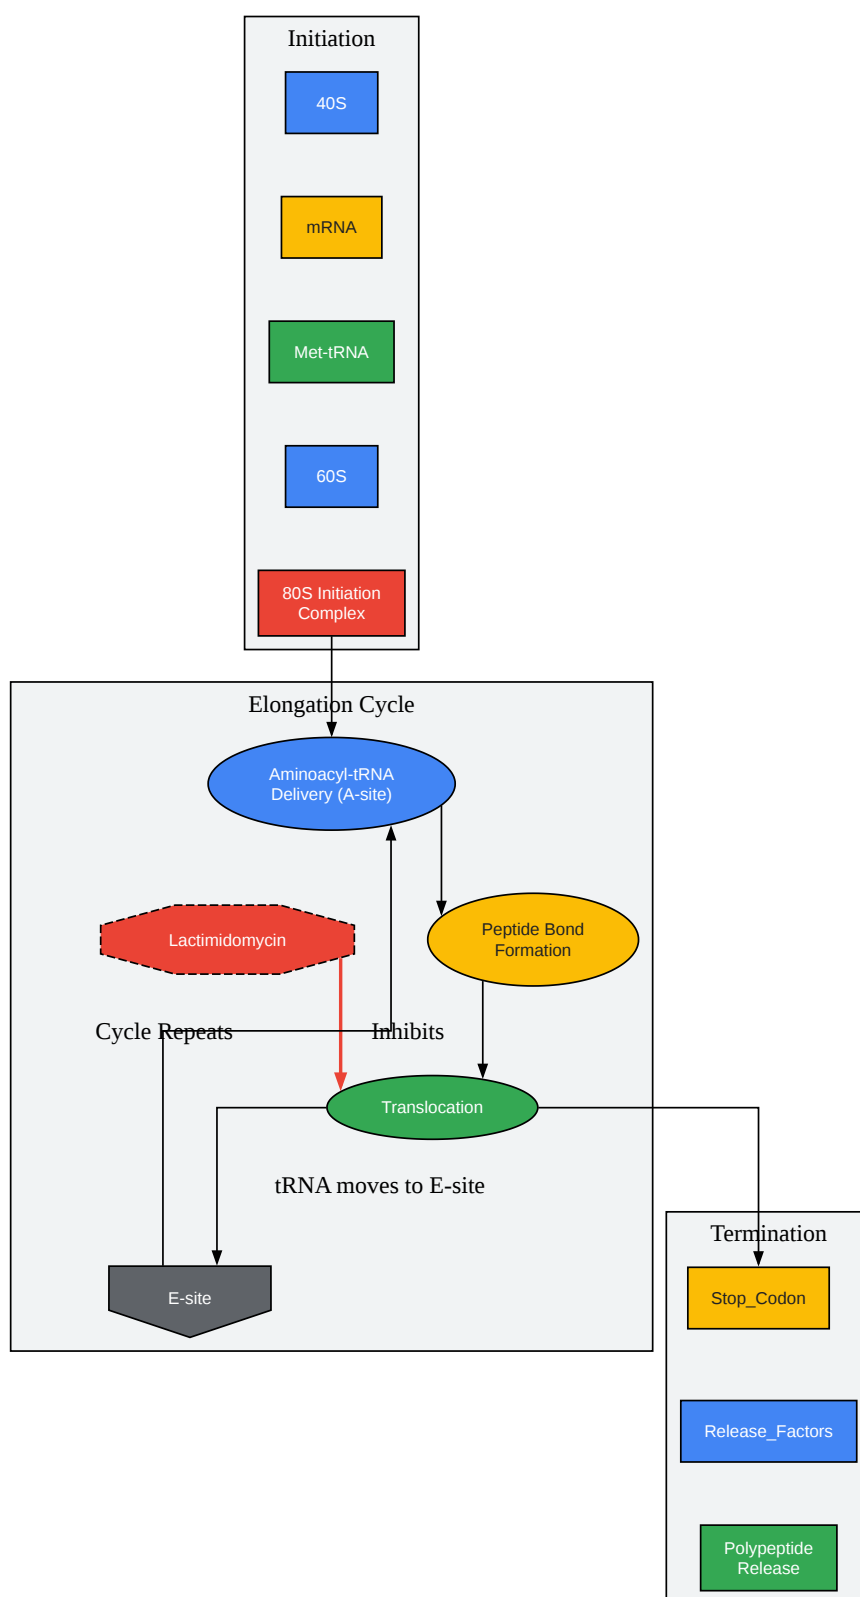 Initiation
40S
mRNA
Met-tRNA
60S
80S Initiation
Complex
Elongation Cycle
Aminoacyl-tRNA
Delivery (A-site)
Lactimidomycin
Peptide Bond
Formation
Cycle Repeats
Inhibits
Translocation
tRNA moves to E-site
E-site
Termination
Stop_Codon
Release_Factors
Polypeptide
Release